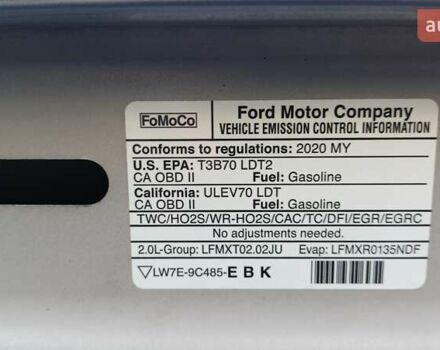 au
FoMoCo
Ford Motor Company
VEHICLE EMISSION CONTROL INFORMATION
Conforms to regulations: 2020 MY
U.S. EPA: T3B70 LDT2
CA OBD II Fuel: Gasoline
California: ULEV70 LDT
CA OBD II Fuel: Gasoline
TWC/HO2S/WR-HO2S/CAC/TC/DFI/EGR/EGRC
No adjustments needed.
2.0L-Group: LFMXT02.02JU Evap: LFMXR0135NDF
▽LW7E-9C485-E B K